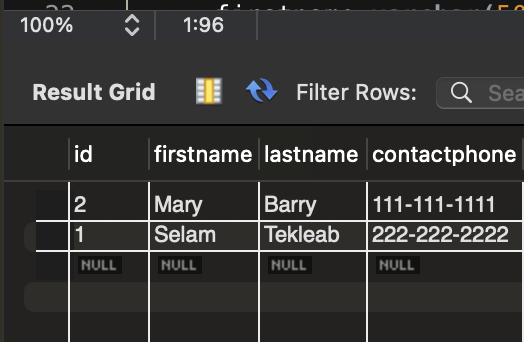 100% 1:96
Result Grid Filter Rows: Sea
id firstname lastname contactphone
2 Mary Barry 111-111-1111
1 Selam Tekleab 222-222-2222
NULL NULL NULL NULL